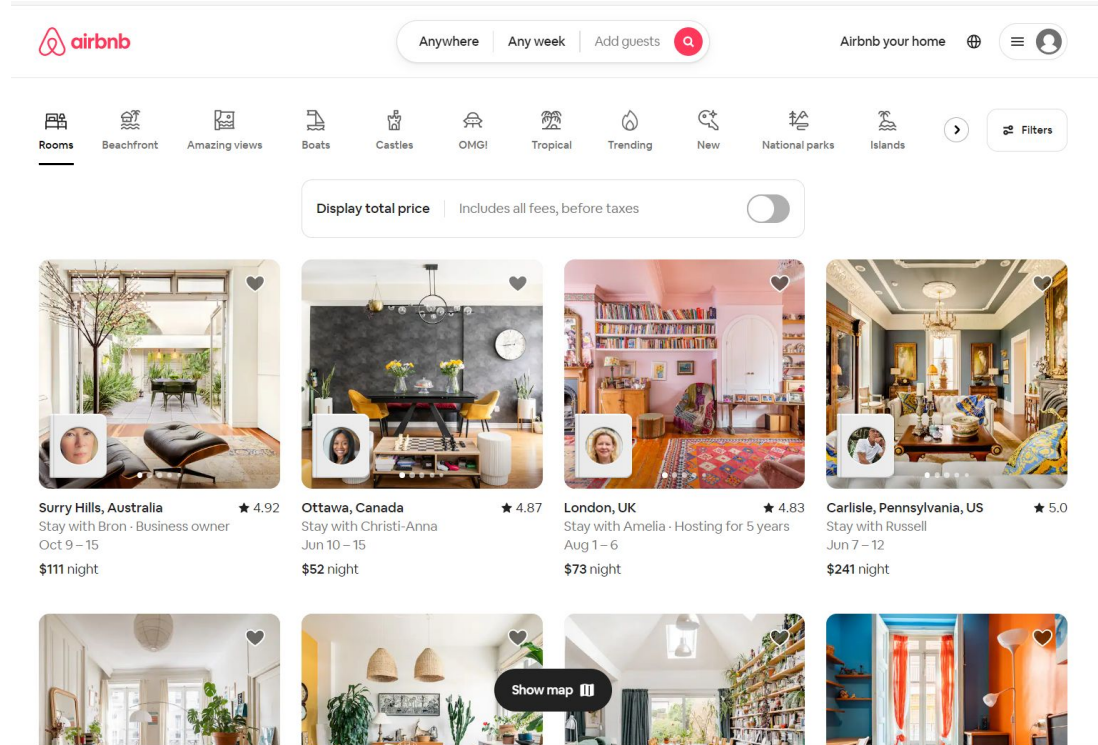 airbnb
Anywhere Any week Add guests
Airbnb your home
Rooms Beachfront Amazing views Boats Castles OMG! Tropical Trending New National parks Islands
Filters
Display total price Includes all fees, before taxes
Surry Hills, Australia ★ 4.92
Stay with Bron · Business owner
Oct 9 – 15
$111 night
Ottawa, Canada ★ 4.87
Stay with Christi-Anna
Jun 10 – 15
$52 night
London, UK ★ 4.83
Stay with Amelia · Hosting for 5 years
Aug 1 – 6
$73 night
Carlisle, Pennsylvania, US ★ 5.0
Stay with Russell
Jun 7 – 12
$241 night
Show map